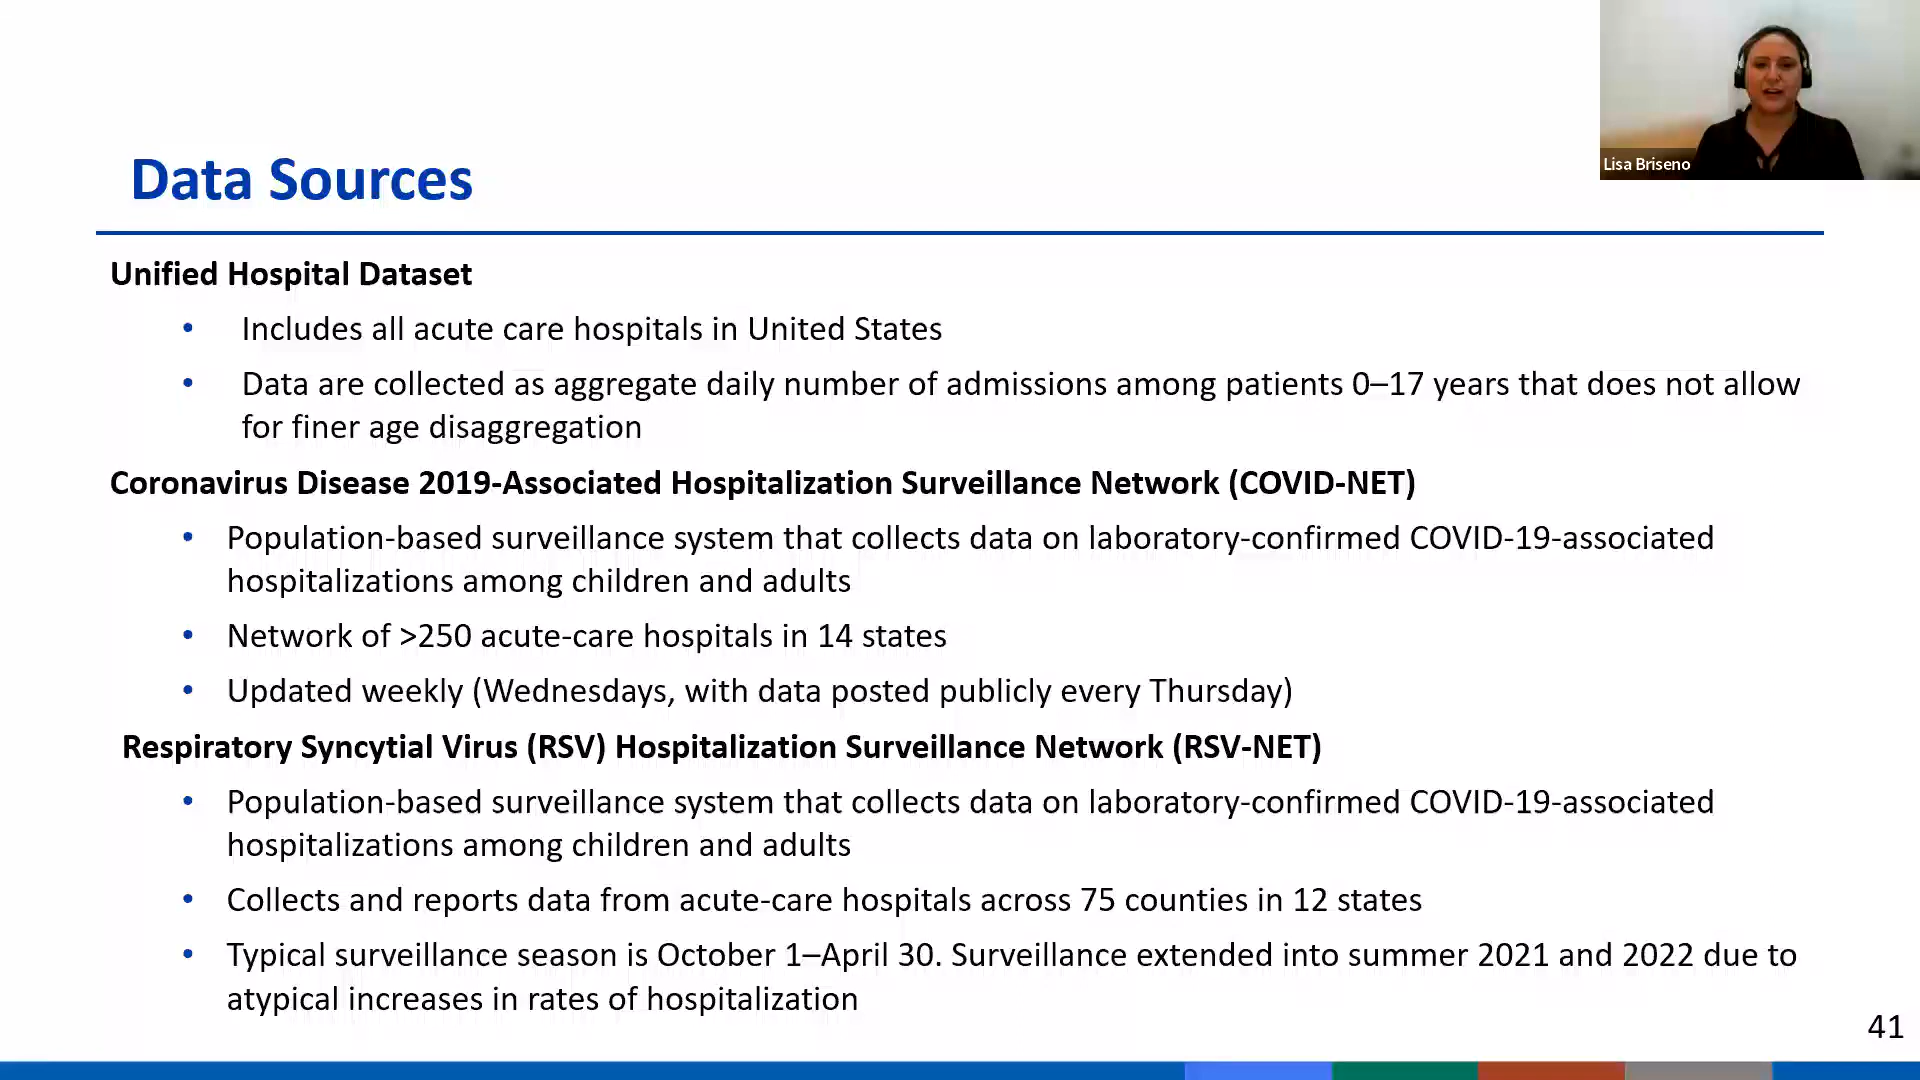 Lisa Briseno
Data Sources
Unified Hospital Dataset
• Includes all acute care hospitals in United States
• Data are collected as aggregate daily number of admissions among patients 0–17 years that does not allow
for finer age disaggregation
Coronavirus Disease 2019-Associated Hospitalization Surveillance Network (COVID-NET)
• Population-based surveillance system that collects data on laboratory-confirmed COVID-19-associated
hospitalizations among children and adults
• Network of >250 acute-care hospitals in 14 states
• Updated weekly (Wednesdays, with data posted publicly every Thursday)
Respiratory Syncytial Virus (RSV) Hospitalization Surveillance Network (RSV-NET)
• Population-based surveillance system that collects data on laboratory-confirmed COVID-19-associated
hospitalizations among children and adults
• Collects and reports data from acute-care hospitals across 75 counties in 12 states
• Typical surveillance season is October 1–April 30. Surveillance extended into summer 2021 and 2022 due to
atypical increases in rates of hospitalization
41